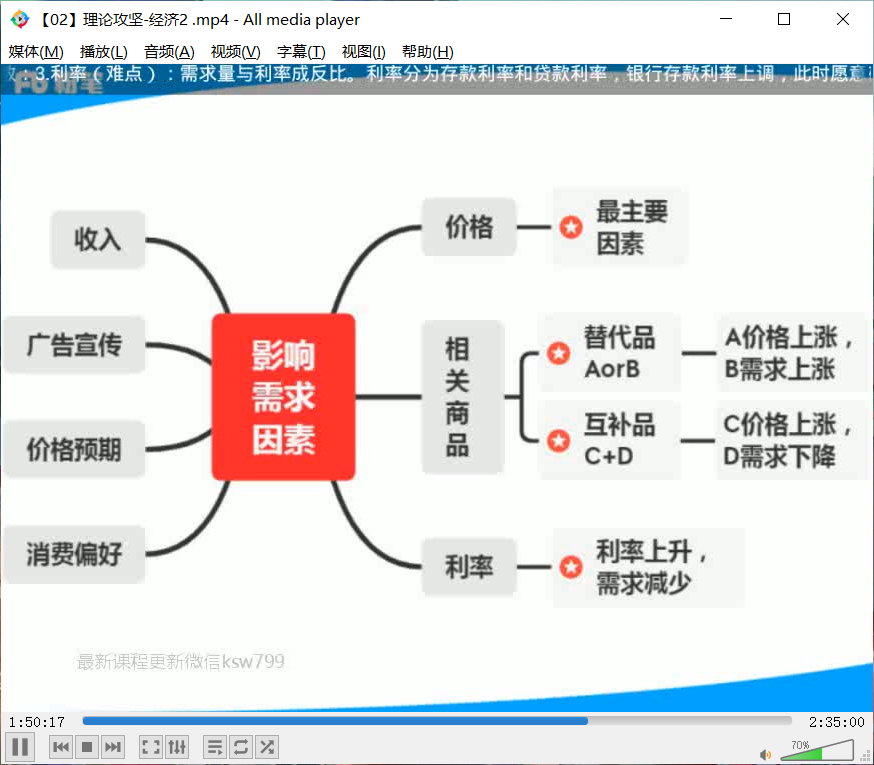 【02】理论攻坚-经济2 .mp4 - All media player
媒体(M) 播放(L) 音频(A) 视频(V) 字幕(T) 视图(I) 帮助(H)
：3.利率（难点）：需求量与利率成反比。利率分为存款利率和贷款利率，银行存款利率上调，此时愿意
粉笔
收入
广告宣传
价格预期
消费偏好
影响
需求
因素
价格
最主要
因素
相
关
商
品
替代品
AorB
A价格上涨，
B需求上涨
互补品
C+D
C价格上涨，
D需求下降
利率
利率上升，
需求减少
最新课程更新微信ksw799
1:50:17
2:35:00
70%